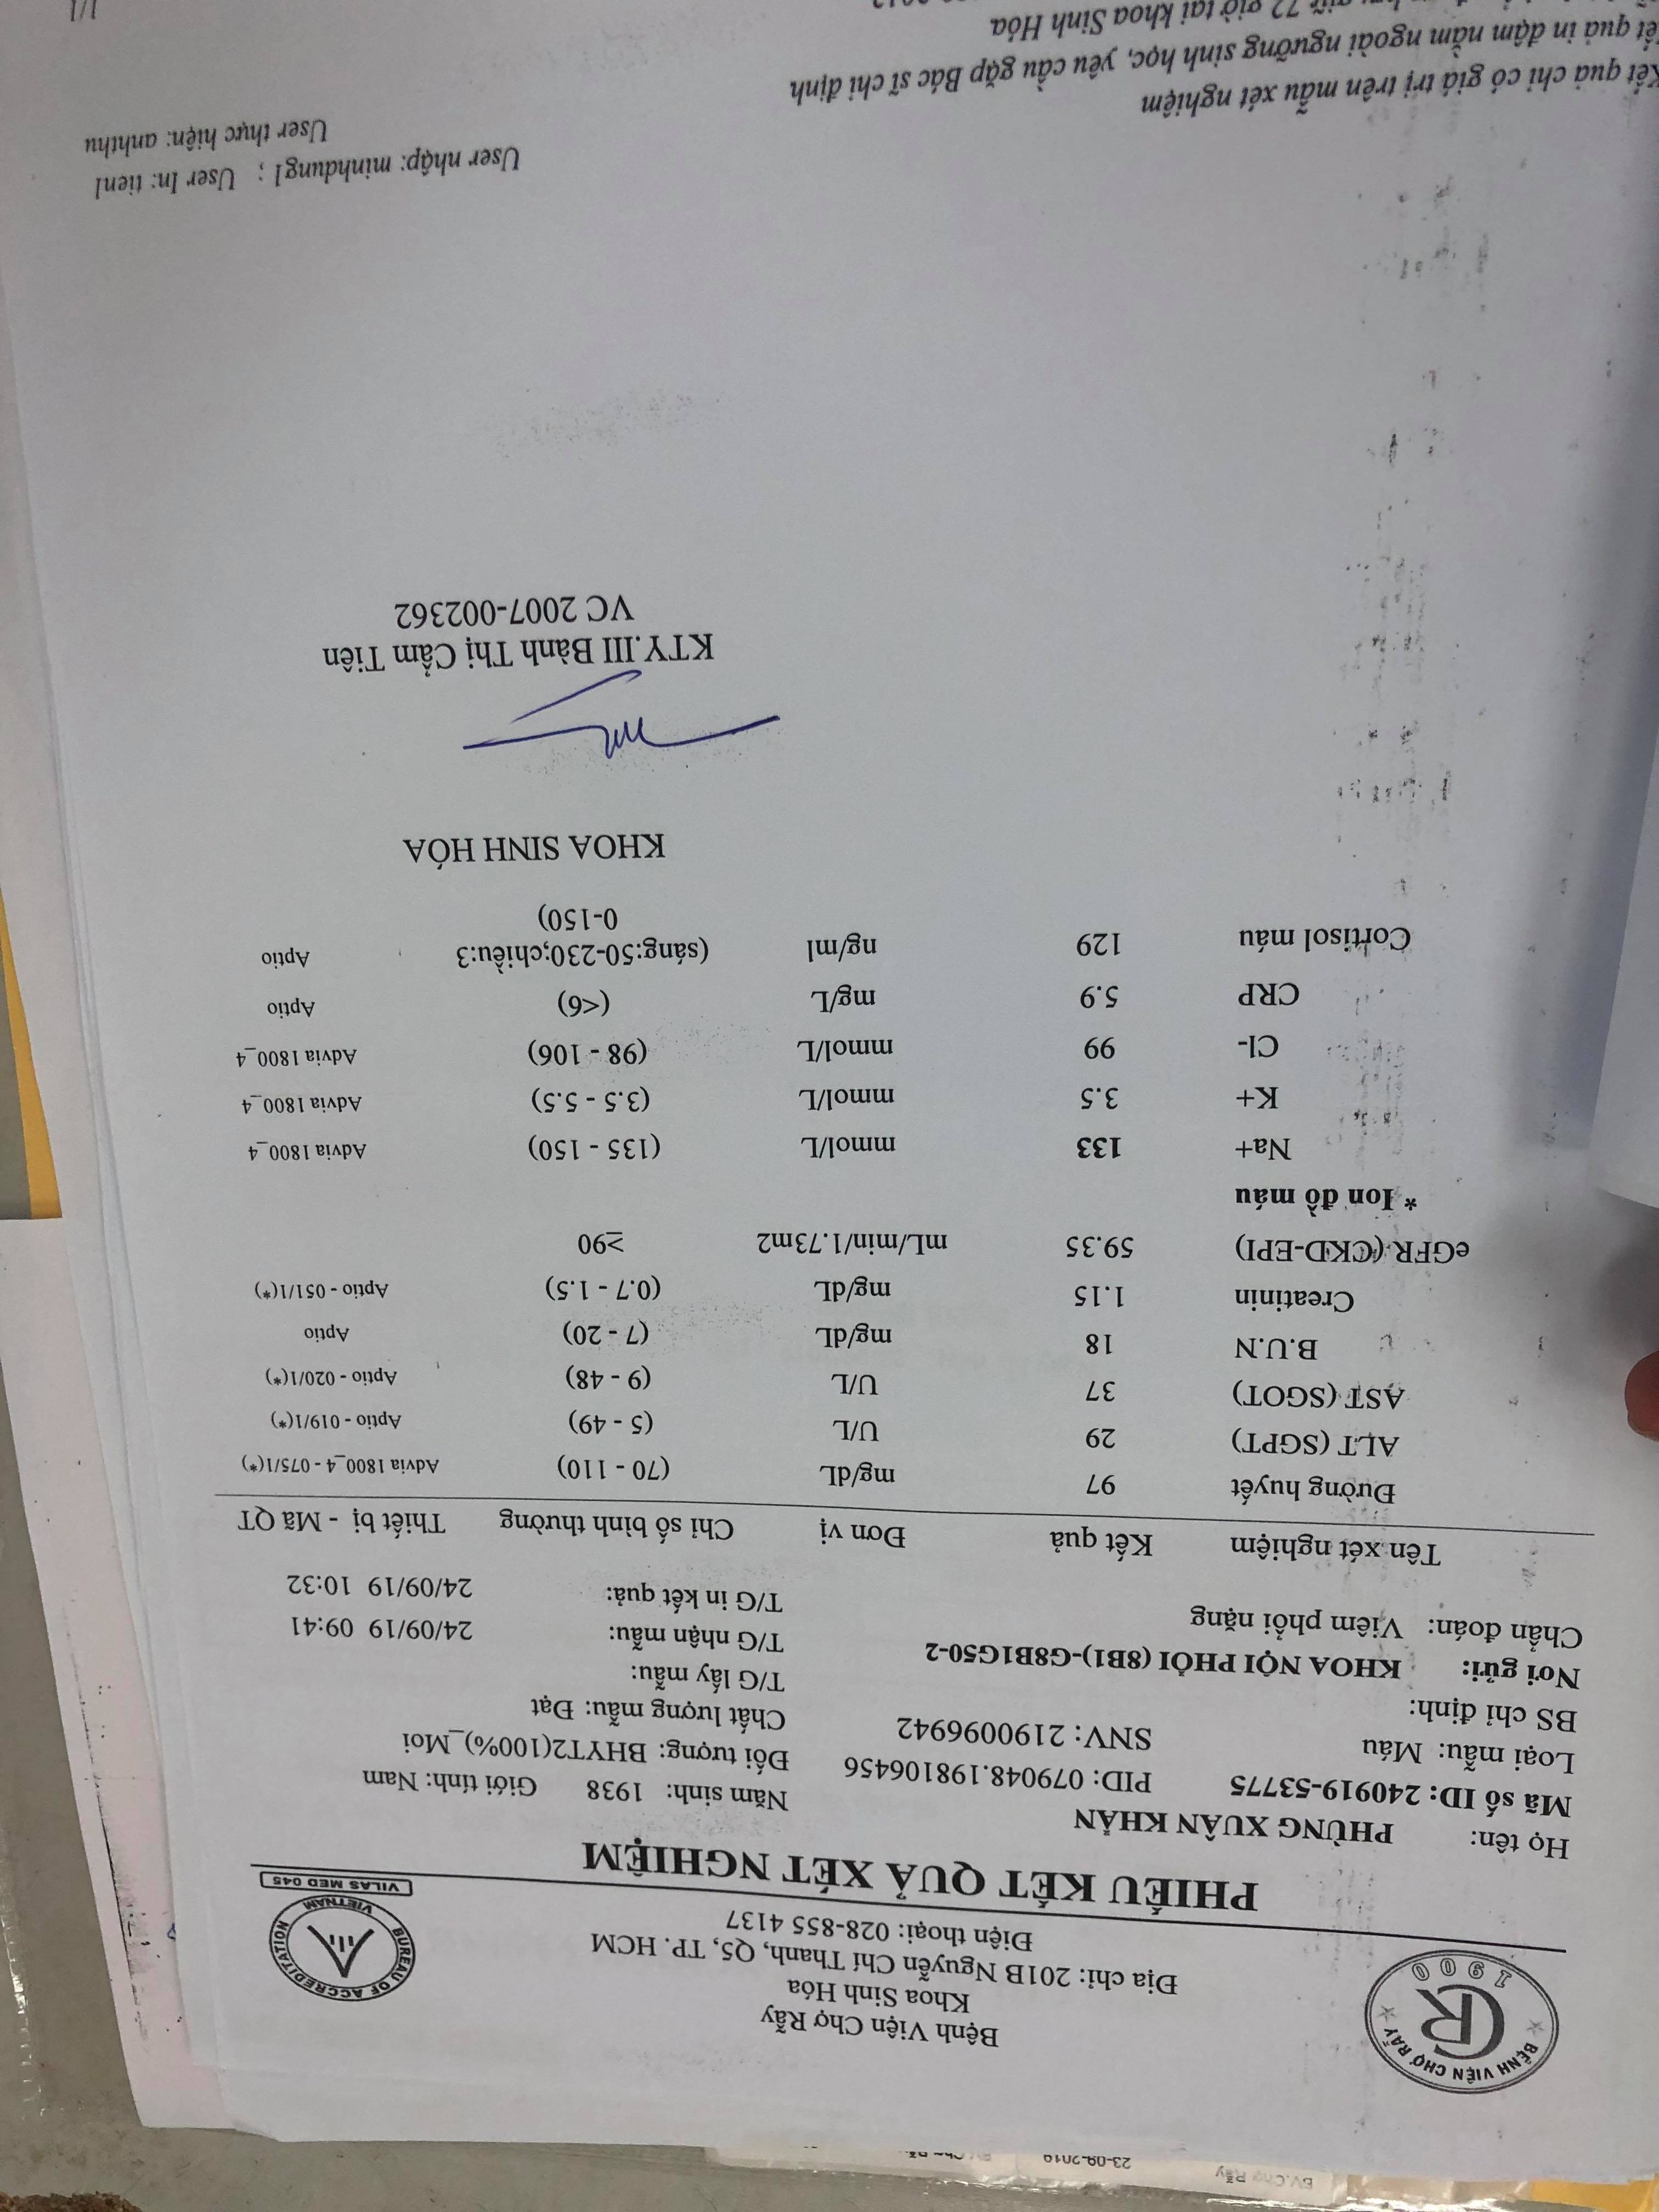 BV.Chợ Rẫy 23-09-2019
BỆNH VIỆN CHỢ RẪY
CR
1900
Bệnh Viện Chợ Rẫy
Khoa Sinh Hóa
Địa chỉ: 201B Nguyễn Chí Thanh, Q5, TP. HCM
Điện thoại: 028-855 4137
BUREAU OF ACCREDITATION
VIETNAM
VILAS MED 045
PHIẾU KẾT QUẢ XÉT NGHIỆM
Họ tên: PHÙNG XUÂN KHẢN Năm sinh: 1938 Giới tính: Nam
Mã số ID: 240919-53775 PID: 079048.198106456 Đối tượng: BHYT2(100%)_Moi
Loại mẫu: Máu SNV: 2190096942 Chất lượng mẫu: Đạt
BS chỉ định: T/G lấy mẫu:
Nơi gửi: KHOA NỘI PHỔI (8B1)-G8B1G50-2 T/G nhận mẫu: 24/09/19 09:41
Chẩn đoán: Viêm phổi nặng T/G in kết quả: 24/09/19 10:32
Tên xét nghiệm Kết quả Đơn vị Chỉ số bình thường Thiết bị - Mã QT
Đường huyết 97 mg/dL (70 - 110) Advia 1800_4 - 075/1(*)
ALT (SGPT) 29 U/L (5 - 49) Aptio - 019/1(*)
AST (SGOT) 37 U/L (9 - 48) Aptio - 020/1(*)
B.U.N 18 mg/dL (7 - 20) Aptio
Creatinin 1.15 mg/dL (0.7 - 1.5) Aptio - 051/1(*)
eGFR (CKD-EPI) 59.35 mL/min/1.73m2 ≥90
* Ion đồ máu
Na+ 133 mmol/L (135 - 150) Advia 1800_4
K+ 3.5 mmol/L (3.5 - 5.5) Advia 1800_4
Cl- 99 mmol/L (98 - 106) Advia 1800_4
CRP 5.9 mg/L (<6) Aptio
Cortisol máu 129 ng/ml (sáng:50-230;chiều:3 Aptio
0-150)
KHOA SINH HÓA
KTY.III Bành Thị Cẩm Tiên
VC 2007-002362
User nhập: minhdung1 ; User In: tien1
User thực hiện: anhthu
Kết quả chỉ có giá trị trên mẫu xét nghiệm
Kết quả in đậm nằm ngoài ngưỡng sinh học, yêu cầu gặp Bác sĩ chỉ định
giữ 72 giờ tại khoa Sinh Hóa
1/1